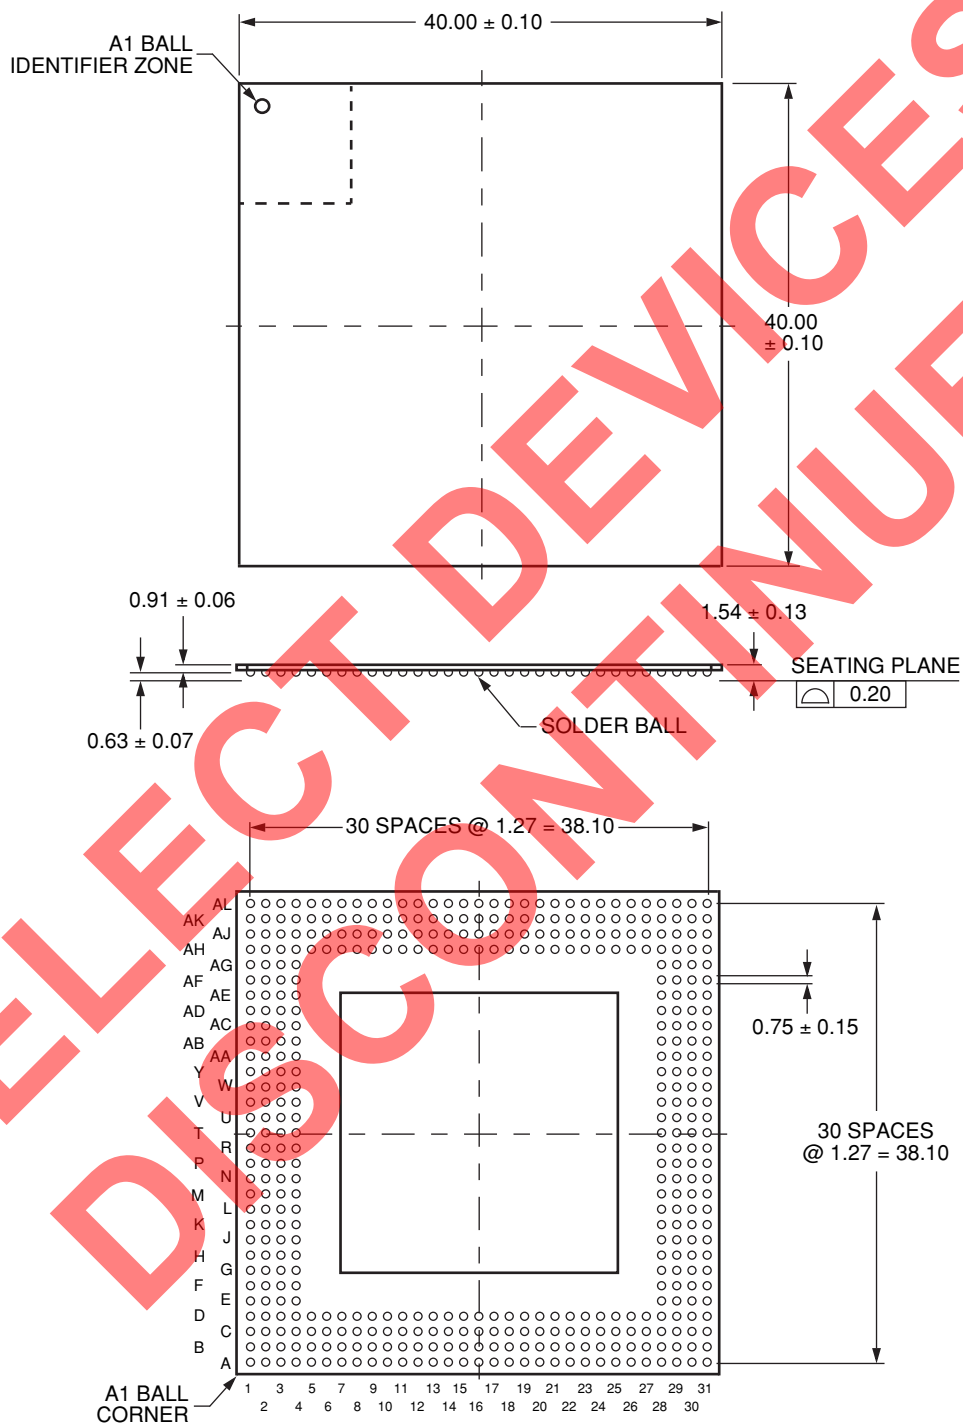 40.00 ± 0.10
A1 BALL
IDENTIFIER ZONE
40.00
± 0.10
0.91 ± 0.06
1.54 ± 0.13
SEATING PLANE
0.20
SOLDER BALL
0.63 ± 0.07
30 SPACES @ 1.27 = 38.10
AL
AK
AJ
AH
AG
AF
AE
AD
AC
AB
AA
Y
W
V
U
T
R
P
N
M
L
K
J
H
G
F
E
D
C
B
A
0.75 ± 0.15
30 SPACES
@ 1.27 = 38.10
A1 BALL
CORNER
1 3 5 7 9 11 13 15 17 19 21 23 25 27 29 31
2 4 6 8 10 12 14 16 18 20 22 24 26 28 30
ELECT DEVICES
DISCONTINUE